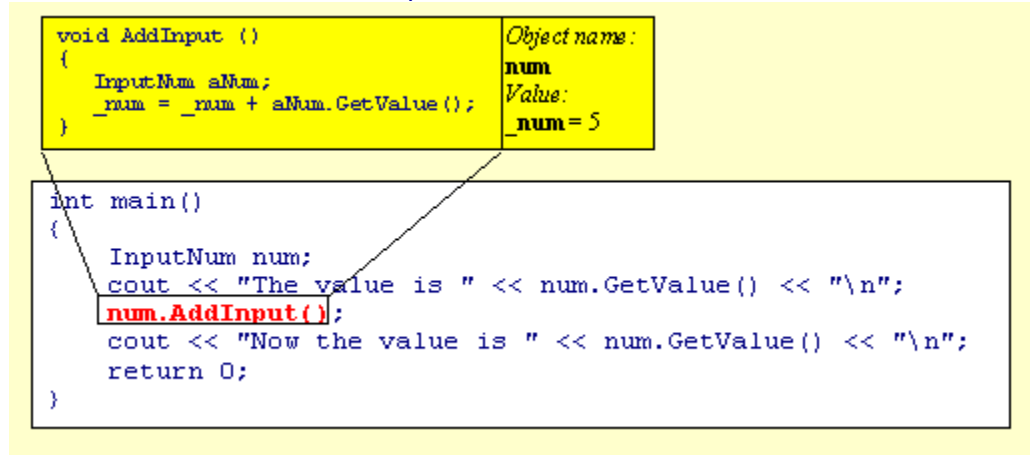 void AddInput ()
{
InputNum aNum;
_num = _num + aNum.GetValue();
}
Object name:
num
Value:
_num = 5
int main()
{
InputNum num;
cout << "The value is " << num.GetValue() << "\n";
num.AddInput();
cout << "Now the value is " << num.GetValue() << "\n";
return 0;
}